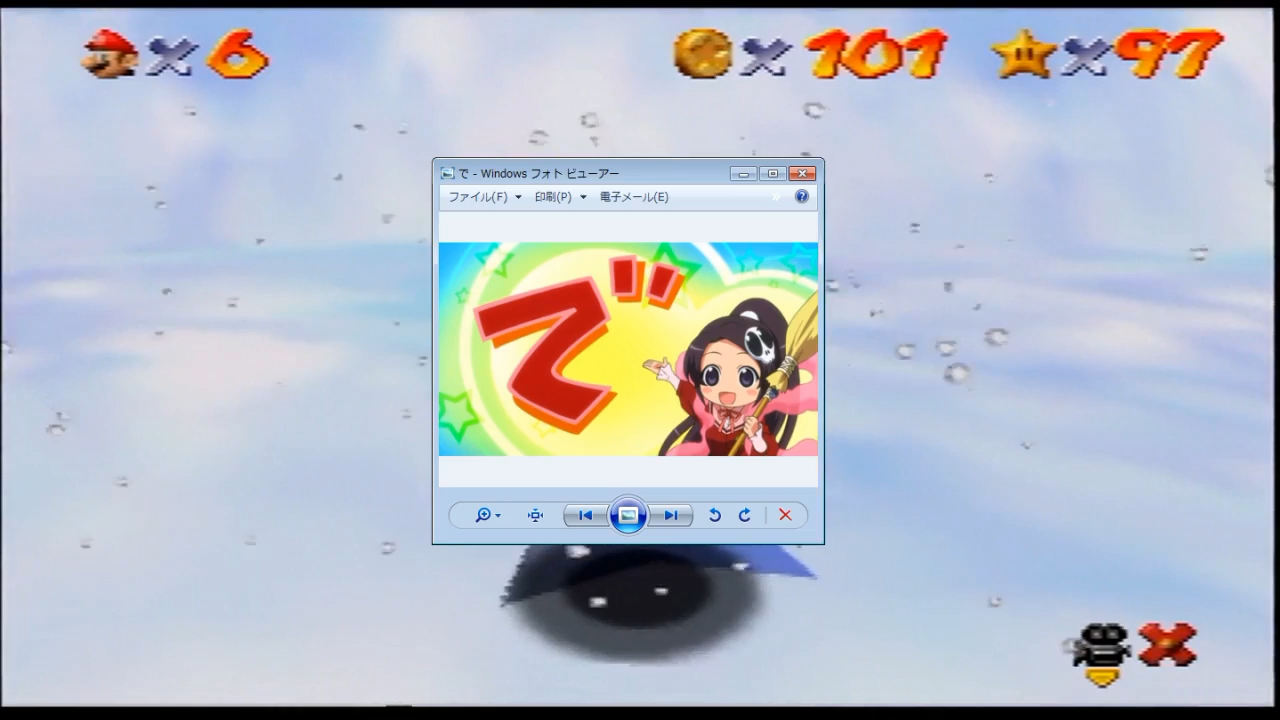 × 6
× 101
× 97
で - Windows フォト ビューアー
ファイル(F) 印刷(P) 電子メール(E) »
で